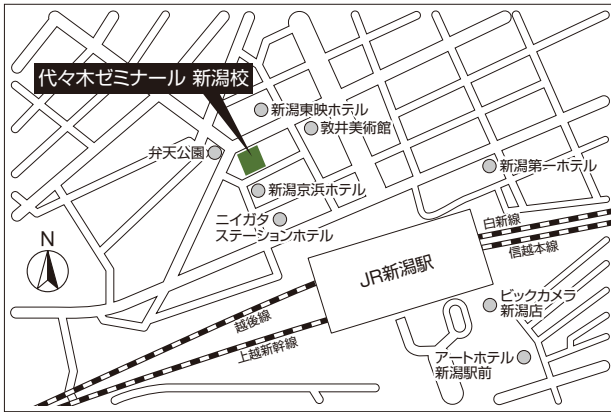 代々木ゼミナール 新潟校
新潟東映ホテル
敦井美術館
弁天公園
新潟第一ホテル
新潟京浜ホテル
ニイガタ
ステーションホテル
白新線
信越本線
N
JR新潟駅
ビックカメラ
新潟店
越後線
上越新幹線
アートホテル
新潟駅前